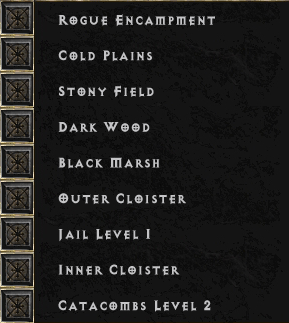 Rogue Encampment
Cold Plains
Stony Field
Dark Wood
Black Marsh
Outer Cloister
Jail Level 1
Inner Cloister
Catacombs Level 2